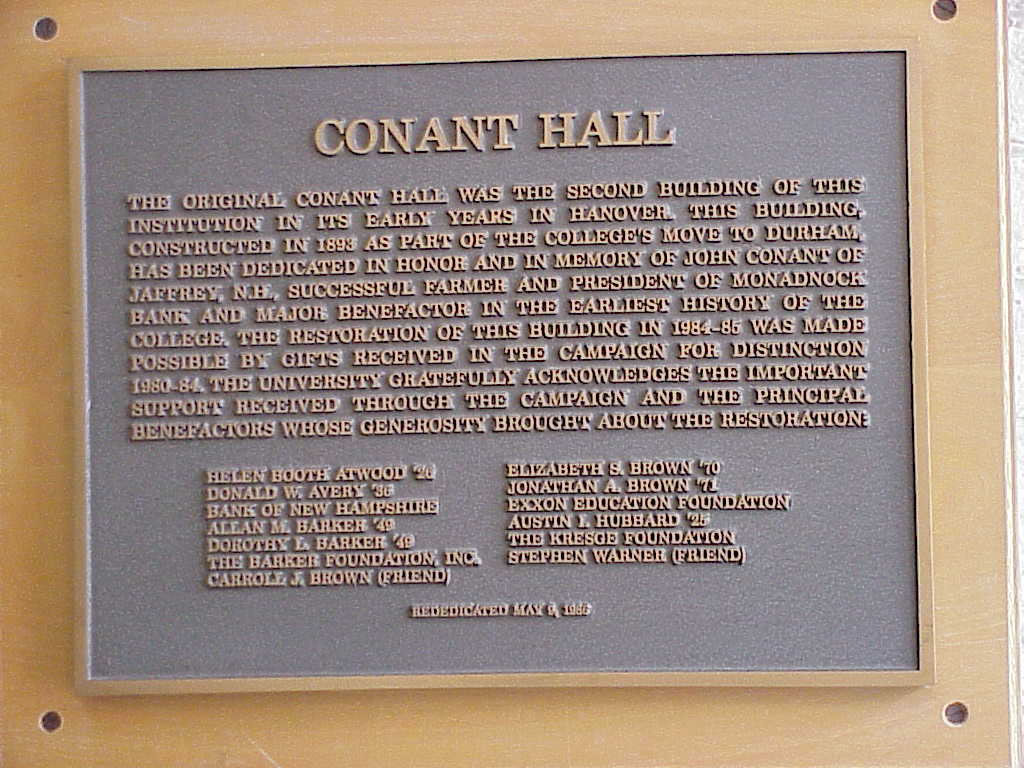 CONANT HALL
THE ORIGINAL CONANT HALL WAS THE SECOND BUILDING OF THIS
INSTITUTION IN ITS EARLY YEARS IN HANOVER. THIS BUILDING,
CONSTRUCTED IN 1893 AS PART OF THE COLLEGE'S MOVE TO DURHAM,
HAS BEEN DEDICATED IN HONOR AND IN MEMORY OF JOHN CONANT OF
JAFFREY, N.H., SUCCESSFUL FARMER AND PRESIDENT OF MONADNOCK
BANK AND MAJOR BENEFACTOR IN THE EARLIEST HISTORY OF THE
COLLEGE. THE RESTORATION OF THIS BUILDING IN 1984-85 WAS MADE
POSSIBLE BY GIFTS RECEIVED IN THE CAMPAIGN FOR DISTINCTION
1980-84. THE UNIVERSITY GRATEFULLY ACKNOWLEDGES THE IMPORTANT
SUPPORT RECEIVED THROUGH THE CAMPAIGN AND THE PRINCIPAL
BENEFACTORS WHOSE GENEROSITY BROUGHT ABOUT THE RESTORATION:
HELEN BOOTH ATWOOD '26
DONALD W. AVERY '36
BANK OF NEW HAMPSHIRE
ALLAN M. BARKER '49
DOROTHY L. BARKER '49
THE BARKER FOUNDATION, INC.
CARROLL J. BROWN (FRIEND)
ELIZABETH S. BROWN '70
JONATHAN A. BROWN '71
EXXON EDUCATION FOUNDATION
AUSTIN I. HUBBARD '25
THE KRESGE FOUNDATION
STEPHEN WARNER (FRIEND)
REDEDICATED MAY 9, 1986